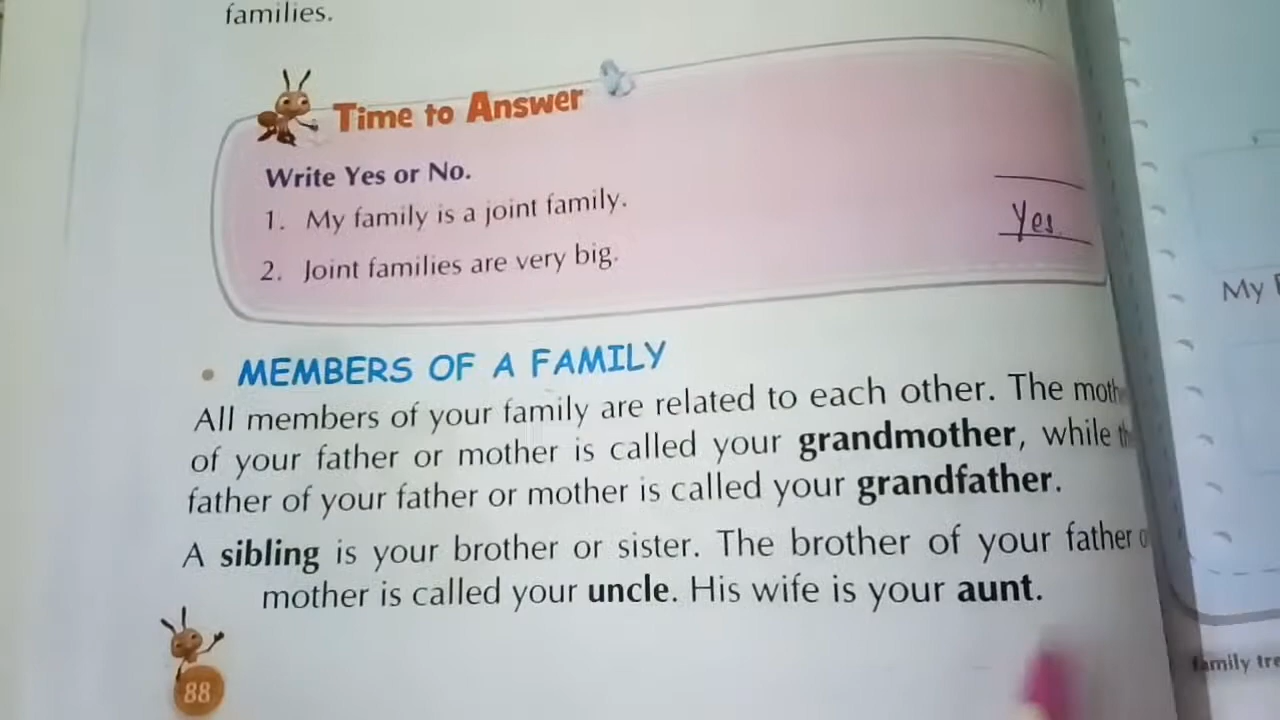 families.
Time to Answer
Write Yes or No.
1. My family is a joint family.
2. Joint families are very big.
Yes.
MEMBERS OF A FAMILY
All members of your family are related to each other. The
of your father or mother is called your grandmother, while
father of your father or mother is called your grandfather.
A sibling is your brother or sister. The brother of your father
mother is called your uncle. His wife is your aunt.
88
My
family